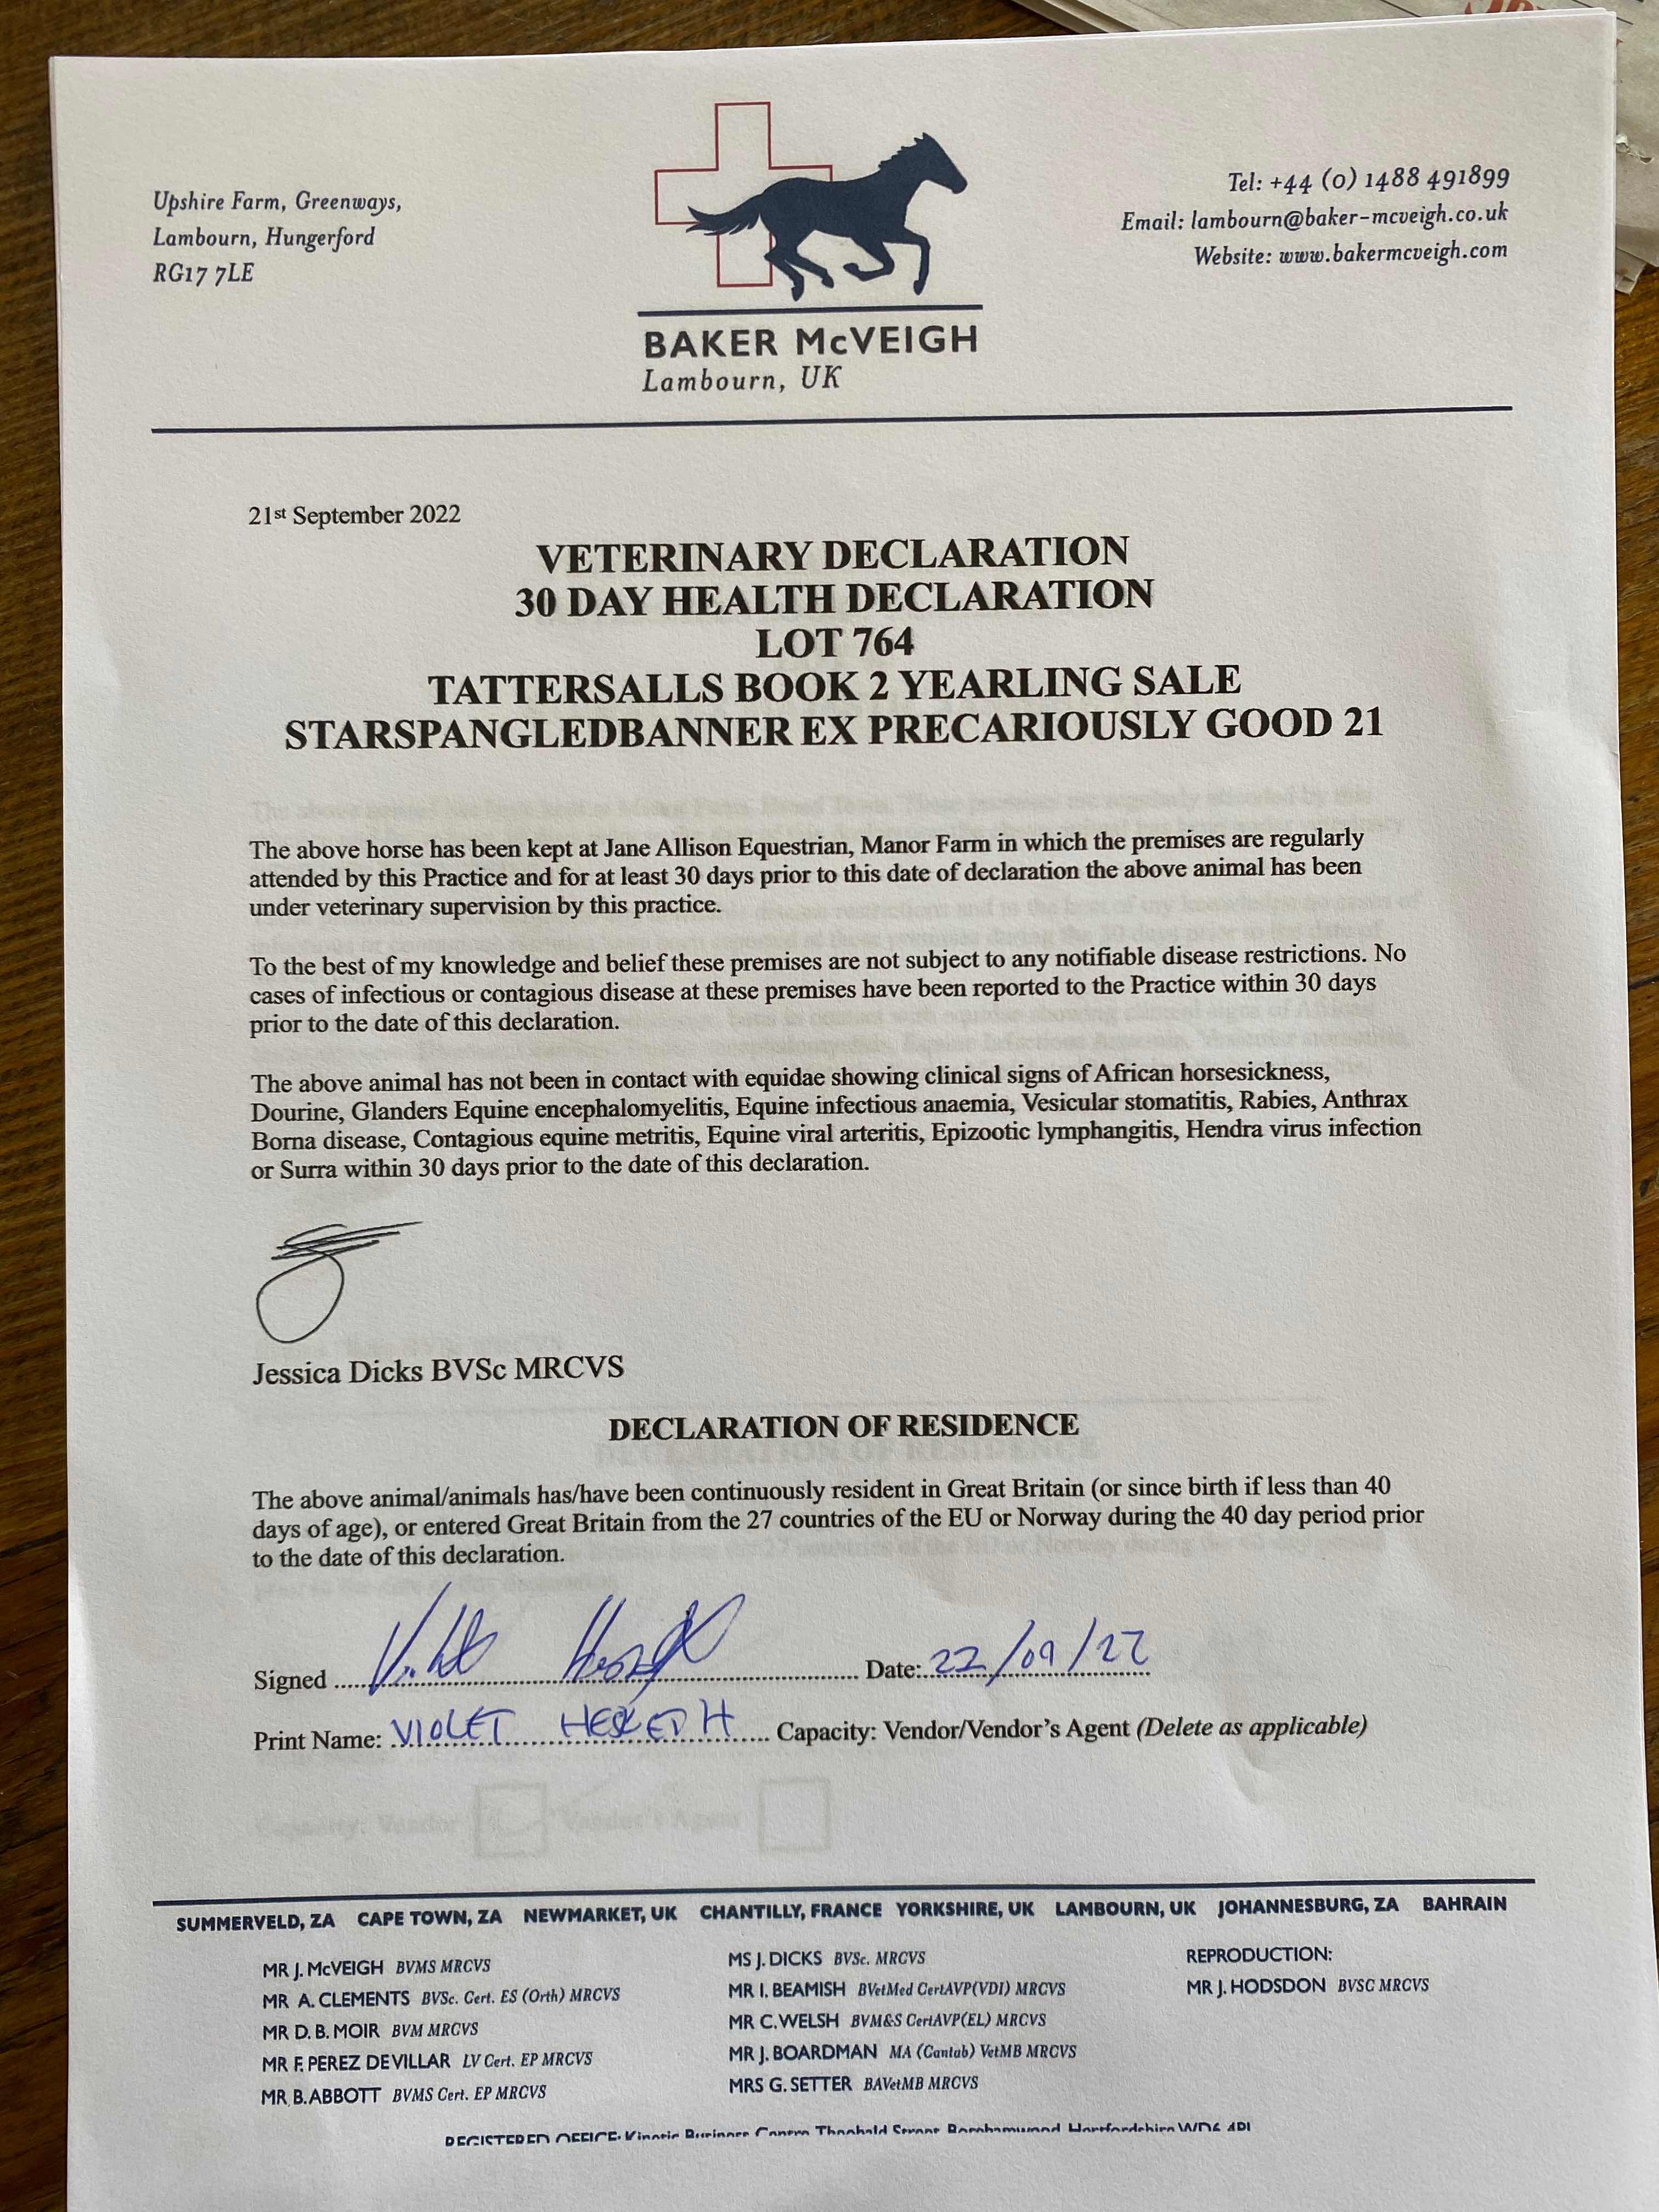 Upshire Farm, Greenways,
Lambourn, Hungerford
RG17 7LE
Tel: +44 (0) 1488 491899
Email: lambourn@baker-mcveigh.co.uk
Website: www.bakermcveigh.com
BAKER McVEIGH
Lambourn, UK
21st September 2022
VETERINARY DECLARATION
30 DAY HEALTH DECLARATION
LOT 764
TATTERSALLS BOOK 2 YEARLING SALE
STARSPANGLEDBANNER EX PRECARIOUSLY GOOD 21
The above horse has been kept at Jane Allison Equestrian, Manor Farm in which the premises are regularly
attended by this Practice and for at least 30 days prior to this date of declaration the above animal has been
under veterinary supervision by this practice.
To the best of my knowledge and belief these premises are not subject to any notifiable disease restrictions. No
cases of infectious or contagious disease at these premises have been reported to the Practice within 30 days
prior to the date of this declaration.
The above animal has not been in contact with equidae showing clinical signs of African horsesickness,
Dourine, Glanders Equine encephalomyelitis, Equine infectious anaemia, Vesicular stomatitis, Rabies, Anthrax
Borna disease, Contagious equine metritis, Equine viral arteritis, Epizootic lymphangitis, Hendra virus infection
or Surra within 30 days prior to the date of this declaration.
Jessica Dicks BVSc MRCVS
DECLARATION OF RESIDENCE
The above animal/animals has/have been continuously resident in Great Britain (or since birth if less than 40
days of age), or entered Great Britain from the 27 countries of the EU or Norway during the 40 day period prior
to the date of this declaration.
Signed Date: 22/09/22
Print Name: VIOLET Capacity: Vendor/Vendor's Agent (Delete as applicable)
SUMMERVELD, ZA CAPE TOWN, ZA NEWMARKET, UK CHANTILLY, FRANCE YORKSHIRE, UK LAMBOURN, UK JOHANNESBURG, ZA BAHRAIN
MR J. McVEIGH BVMS MRCVS
MR A. CLEMENTS BVSc. Cert. ES (Orth) MRCVS
MR D. B. MOIR BVM MRCVS
MR F. PEREZ DE VILLAR LV Cert. EP MRCVS
MR B. ABBOTT BVMS Cert. EP MRCVS
MS J. DICKS BVSc. MRCVS
MR I. BEAMISH BVetMed CertAVP(VDI) MRCVS
MR C. WELSH BVM&S CertAVP(EL) MRCVS
MR J. BOARDMAN MA (Cantab) VetMB MRCVS
MRS G. SETTER BAVetMB MRCVS
REPRODUCTION:
MR J. HODSDON BVSC MRCVS
REGISTERED OFFICE: Kinetic Business Centre Theobald Street Borehamwood Hertfordshire WD6 4PJ